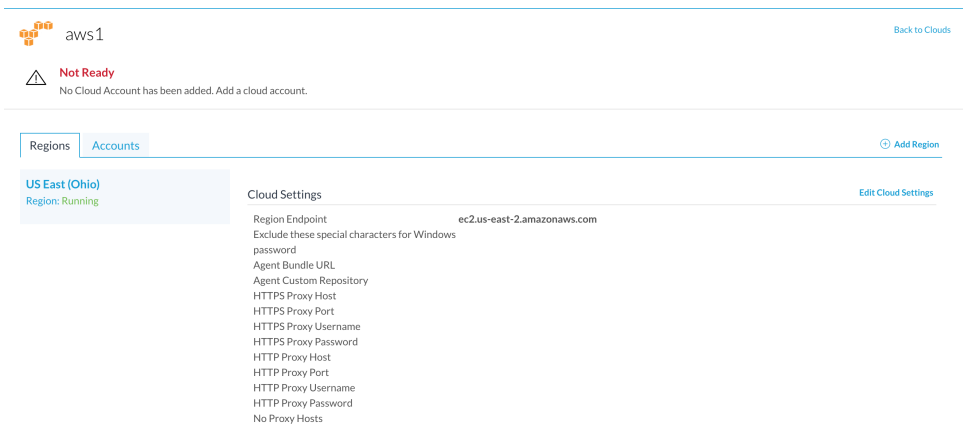 aws1
Back to Clouds
Not Ready
No Cloud Account has been added. Add a cloud account.
Regions
Accounts
Add Region
US East (Ohio)
Region: Running
Cloud Settings
Edit Cloud Settings
Region Endpoint ec2.us-east-2.amazonaws.com
Exclude these special characters for Windows
password
Agent Bundle URL
Agent Custom Repository
HTTPS Proxy Host
HTTPS Proxy Port
HTTPS Proxy Username
HTTPS Proxy Password
HTTP Proxy Host
HTTP Proxy Port
HTTP Proxy Username
HTTP Proxy Password
No Proxy Hosts